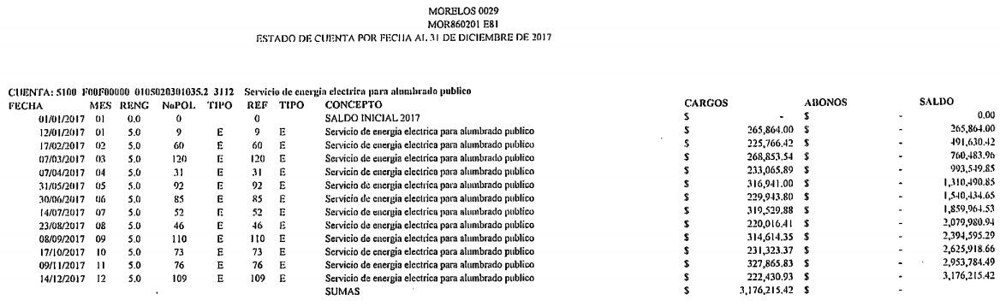 MORELOS 0029
MOR860201 E81
ESTADO DE CUENTA POR FECHA AL 31 DE DICIEMBRE DE 2017
CUENTA: 5100 F00F00000 0105020301035.2 3112 Servicio de energia electrica para alumbrado publico
FECHA MES RENG NoPOL TIPO REF TIPO CONCEPTO CARGOS ABONOS SALDO
01/01/2017 01 0.0 0 0 SALDO INICIAL 2017 $ - $ - 0.00
12/01/2017 01 5.0 9 E 9 E Servicio de energia electrica para alumbrado publico $ 265,864.00 $ - 265,864.00
17/02/2017 02 5.0 60 E 60 E Servicio de energia electrica para alumbrado publico $ 225,766.42 $ - 491,630.42
07/03/2017 03 5.0 120 E 120 E Servicio de energia electrica para alumbrado publico $ 268,853.54 $ - 760,483.96
07/04/2017 04 5.0 31 E 31 E Servicio de energia electrica para alumbrado publico $ 233,065.89 $ - 993,549.85
31/05/2017 05 5.0 92 E 92 E Servicio de energia electrica para alumbrado publico $ 316,941.00 $ - 1,310,490.85
30/06/2017 06 5.0 85 E 85 E Servicio de energia electrica para alumbrado publico $ 229,943.80 $ - 1,540,434.65
14/07/2017 07 5.0 52 E 52 E Servicio de energia electrica para alumbrado publico $ 319,529.88 $ - 1,859,964.53
23/08/2017 08 5.0 46 E 46 E Servicio de energia electrica para alumbrado publico $ 220,016.41 $ - 2,079,980.94
08/09/2017 09 5.0 110 E 110 E Servicio de energia electrica para alumbrado publico $ 314,614.35 $ - 2,394,595.29
17/10/2017 10 5.0 73 E 73 E Servicio de energia electrica para alumbrado publico $ 231,323.37 $ - 2,625,918.66
09/11/2017 11 5.0 76 E 76 E Servicio de energia electrica para alumbrado publico $ 327,865.83 $ - 2,953,784.49
14/12/2017 12 5.0 109 E 109 E Servicio de energia electrica para alumbrado publico $ 222,430.93 $ - 3,176,215.42
SUMAS $ 3,176,215.42 $ -